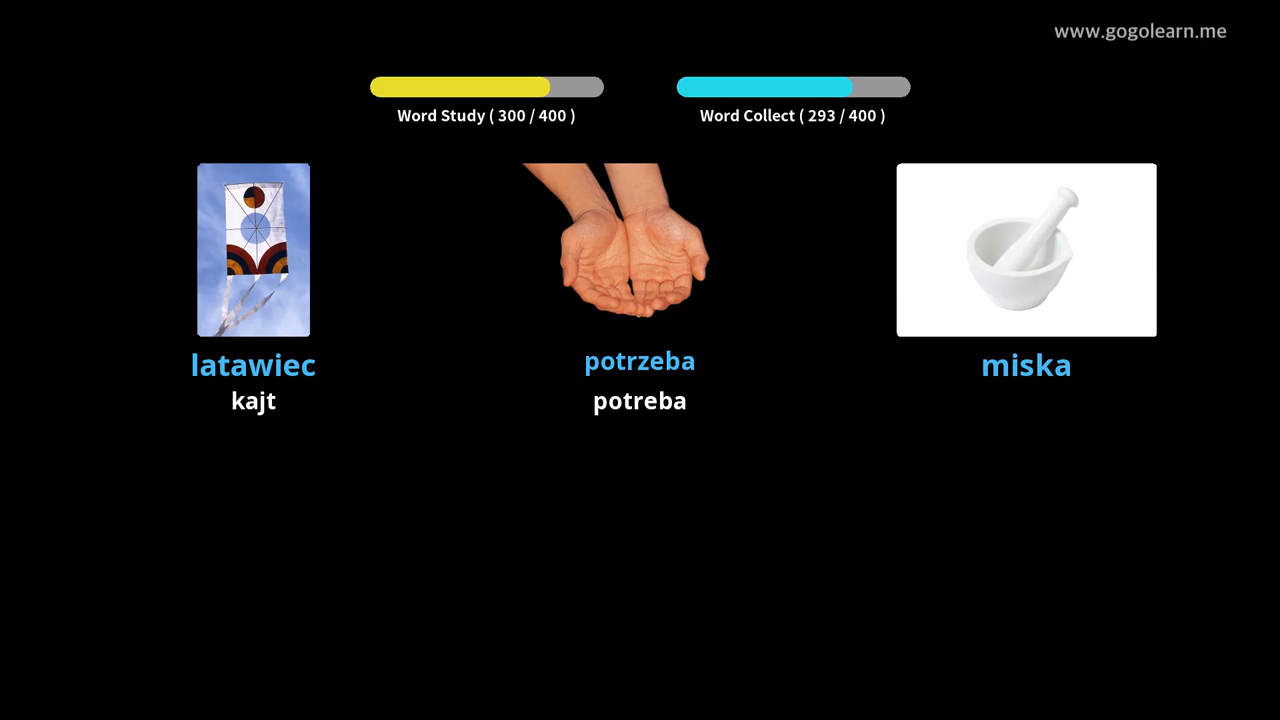 www.gogolearn.me
Word Study ( 300 / 400 )
Word Collect ( 293 / 400 )
latawiec
kajt
potrzeba
potreba
miska